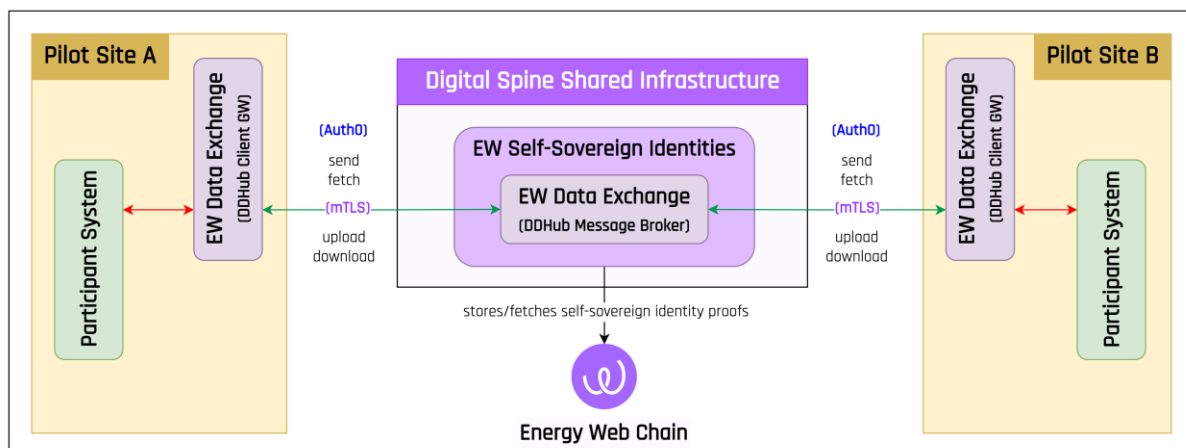 Pilot Site A
EW Data Exchange
(DDHub Client GW)
Participant System
(Auth0)
send
fetch
(mTLS)
upload
download
Digital Spine Shared Infrastructure
EW Self-Sovereign Identities
EW Data Exchange
(DDHub Message Broker)
stores/fetches self-sovereign identity proofs
Energy Web Chain
(Auth0)
send
fetch
(mTLS)
upload
download
Pilot Site B
EW Data Exchange
(DDHub Client GW)
Participant System